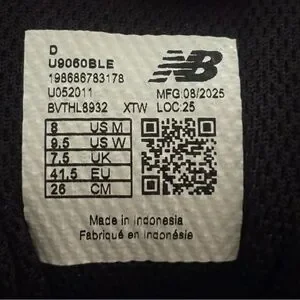 D
U9060BLE
198686783178
U052011 MFG:08/2025
BVTHL8932 XTW LOC:25
8 US M
9.5 US W
7.5 UK
41.5 EU
26 CM
Made in Indonesia
Fabriqué en Indonésie